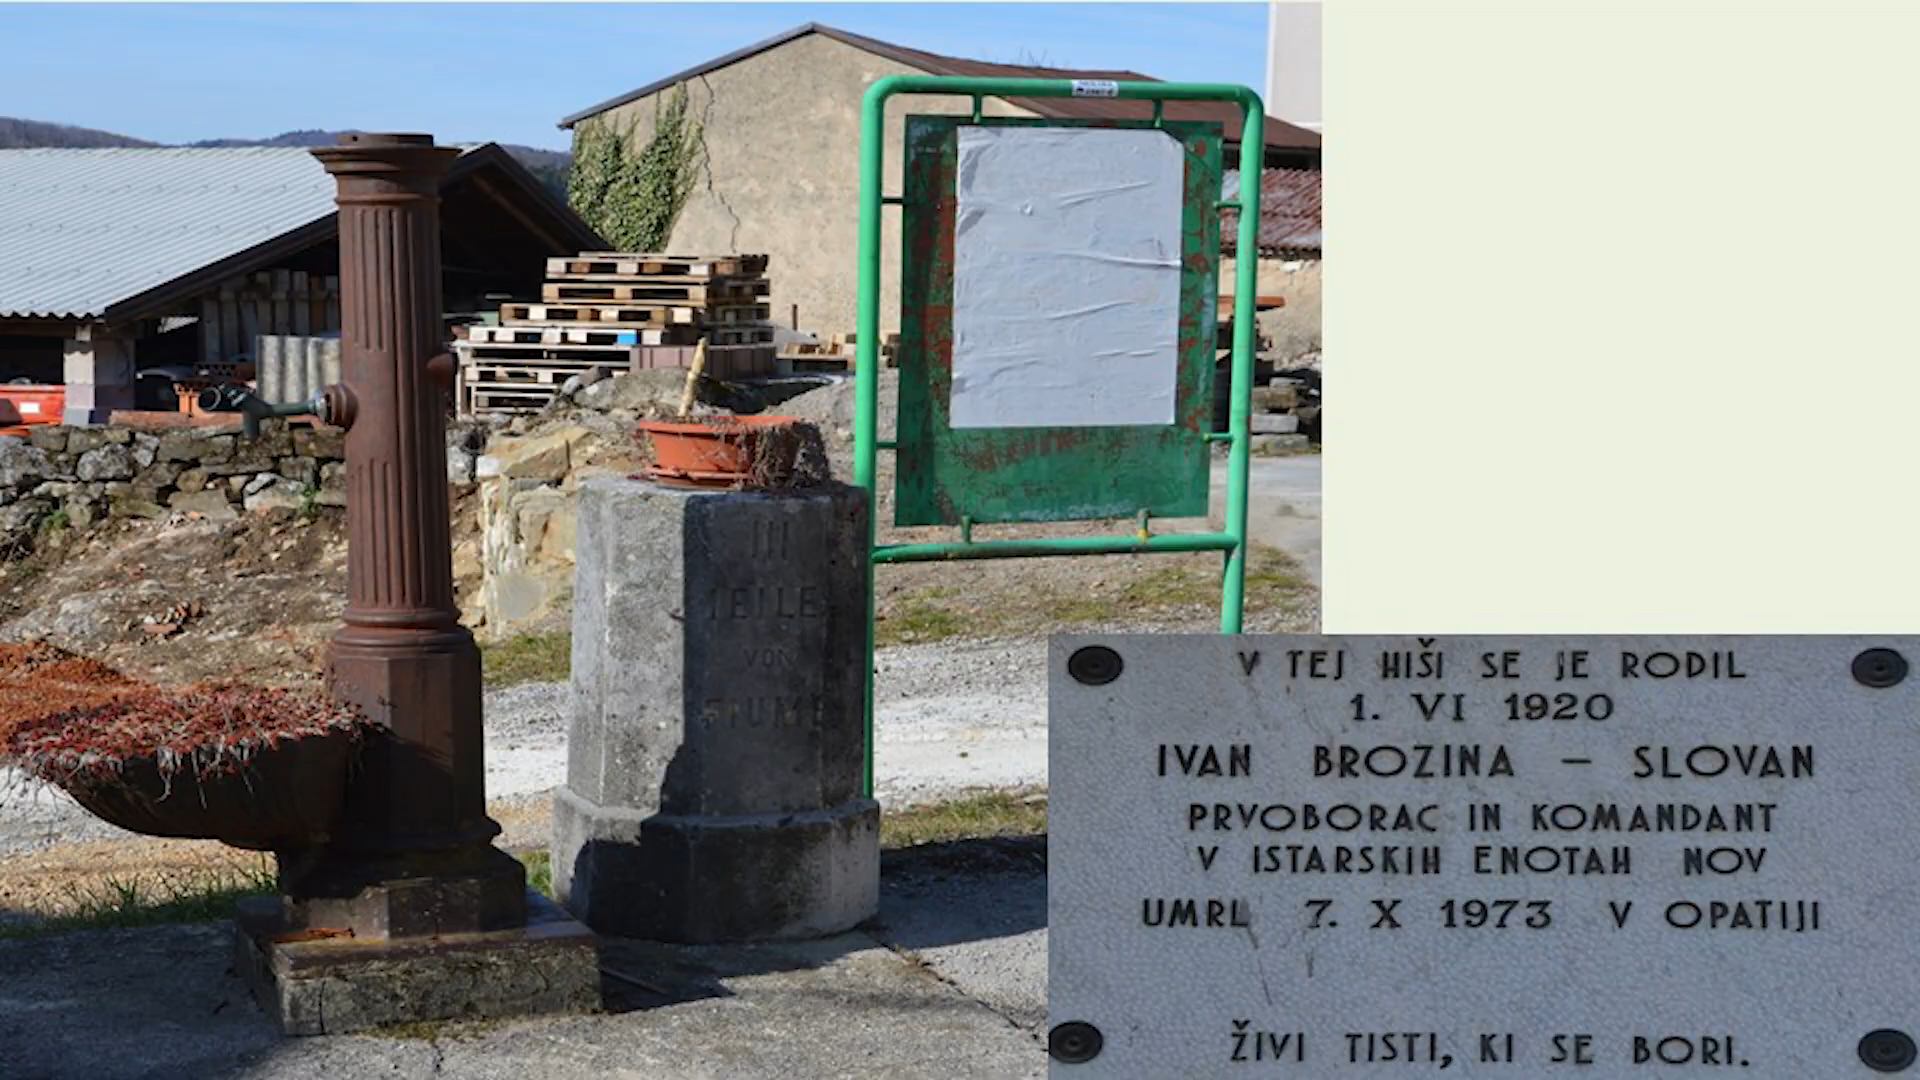 III
MEILE
VON
FIUME
V TEJ HIŠI SE JE RODIL
1. VI 1920
IVAN BROZINA – SLOVAN
PRVOBORAC IN KOMANDANT
V ISTARSKIH ENOTAH NOV
UMRL 7. X 1973 V OPATIJI
ŽIVI TISTI, KI SE BORI.